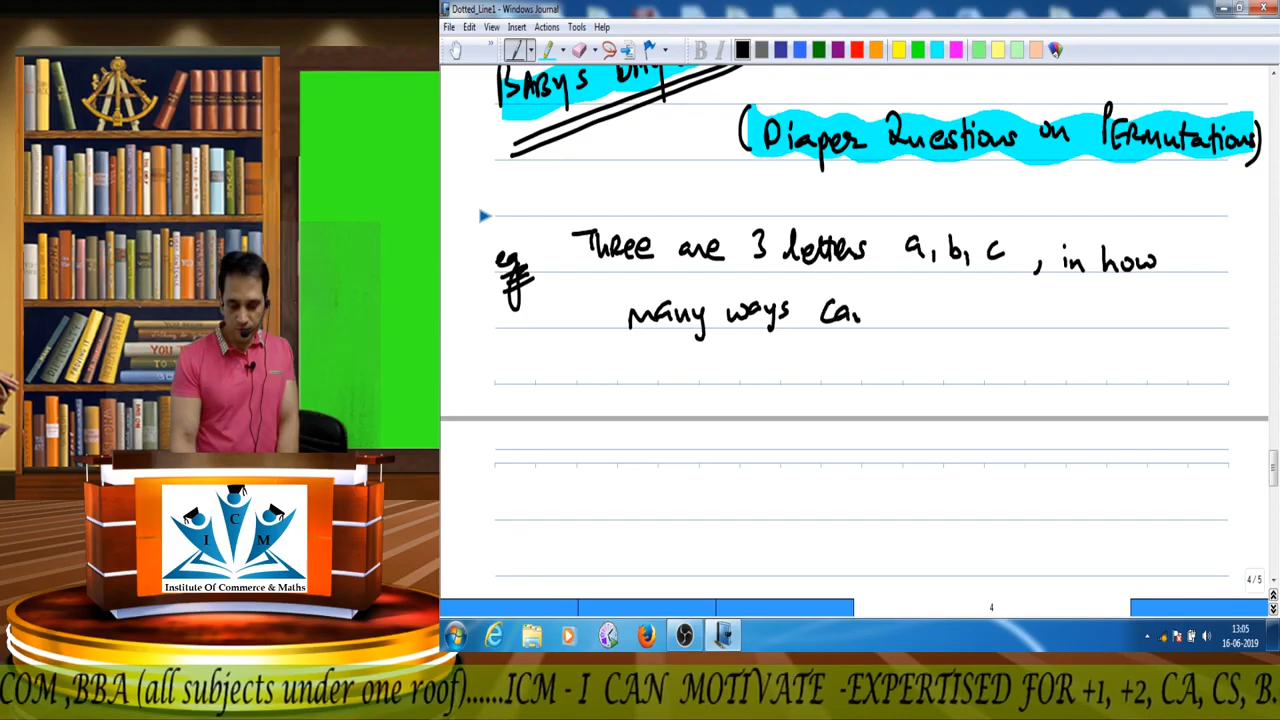 Dotted_Line1 - Windows Journal
File Edit View Insert Actions Tools Help
BABY'S
(Diaper Questions on PERmutations)
eg
Three are 3 letters a, b, c , in how
many ways ca
4 / 5
4
I C M
Institute Of Commerce & Maths
13:05
16-06-2019
COM ,BBA (all subjects under one roof)......ICM - I CAN MOTIVATE -EXPERTISED FOR +1, +2, CA, CS, B.